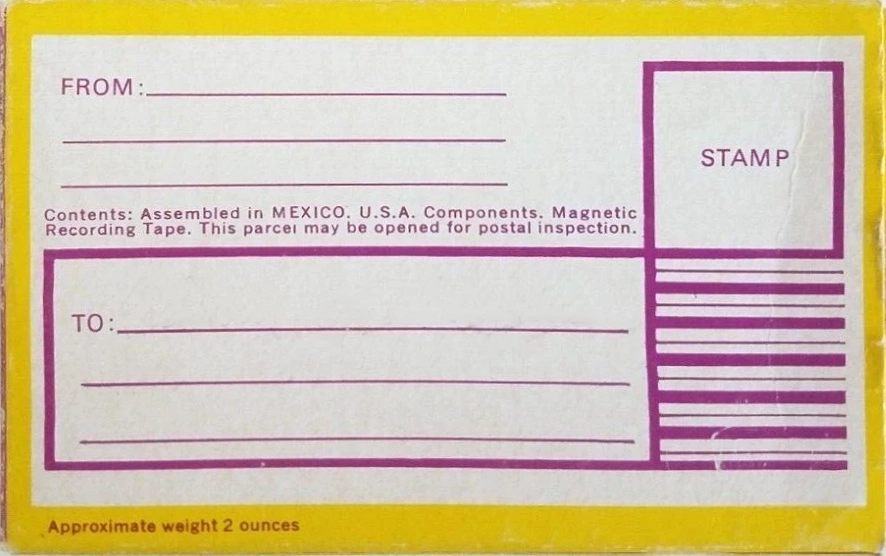 FROM:
STAMP
Contents: Assembled in MEXICO. U.S.A. Components. Magnetic
Recording Tape. This parcel may be opened for postal inspection.
TO:
Approximate weight 2 ounces